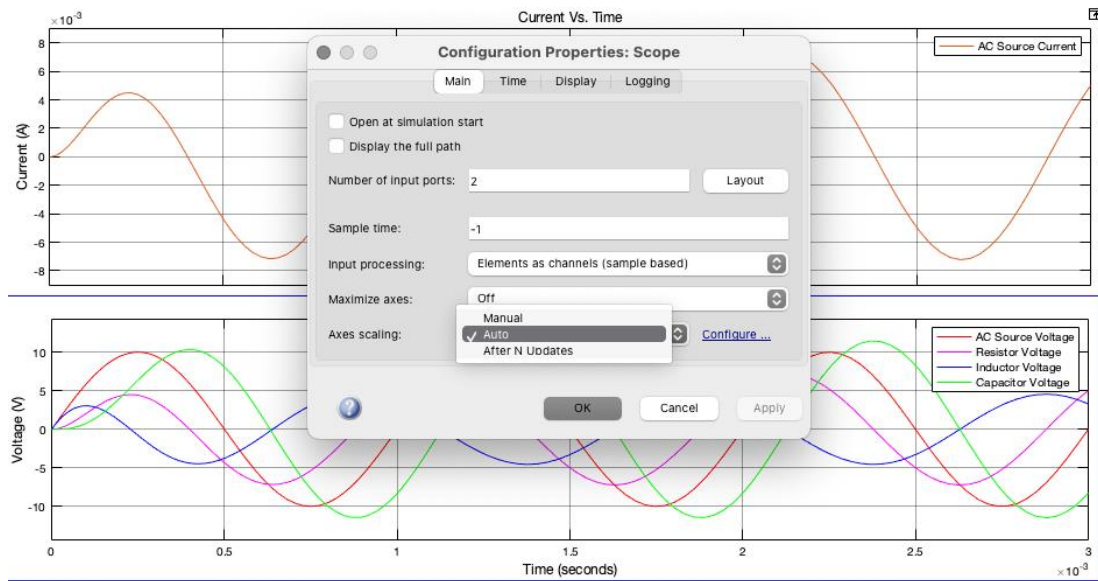 Current Vs. Time
×10⁻³
8
6
4
2
0
-2
-4
-6
-8
Current (A)
AC Source Current
Configuration Properties: Scope
Main Time Display Logging
Open at simulation start
Display the full path
Number of input ports: 2 Layout
Sample time: -1
Input processing: Elements as channels (sample based)
Maximize axes: Off
Manual
Axes scaling: Auto Configure ...
After N Updates
? OK Cancel Apply
AC Source Voltage
Resistor Voltage
Inductor Voltage
Capacitor Voltage
10
5
0
-5
-10
Voltage (V)
0 0.5 1 1.5 2 2.5 3
Time (seconds)
×10⁻³